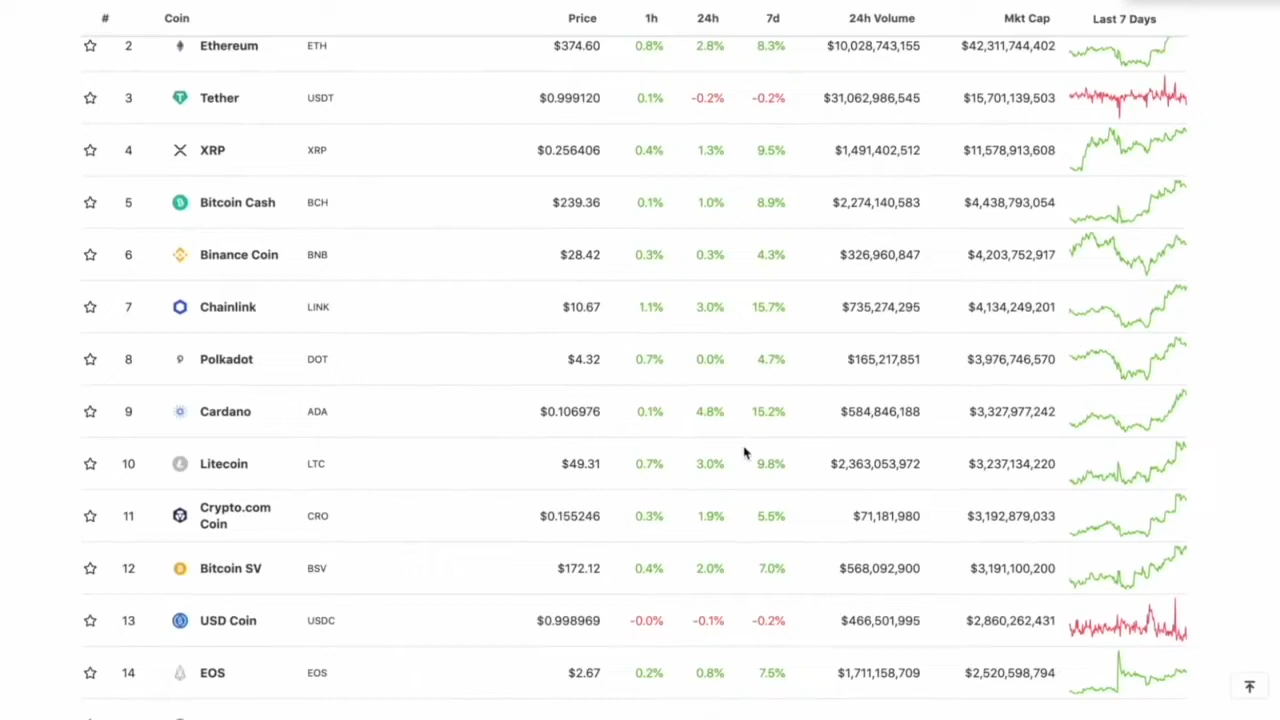 # Coin Price 1h 24h 7d 24h Volume Mkt Cap Last 7 Days
2 Ethereum ETH $374.60 0.8% 2.8% 8.3% $10,028,743,155 $42,311,744,402
3 Tether USDT $0.999120 0.1% -0.2% -0.2% $31,062,986,545 $15,701,139,503
4 XRP XRP $0.256406 0.4% 1.3% 9.5% $1,491,402,512 $11,578,913,608
5 Bitcoin Cash BCH $239.36 0.1% 1.0% 8.9% $2,274,140,583 $4,438,793,054
6 Binance Coin BNB $28.42 0.3% 0.3% 4.3% $326,960,847 $4,203,752,917
7 Chainlink LINK $10.67 1.1% 3.0% 15.7% $735,274,295 $4,134,249,201
8 Polkadot DOT $4.32 0.7% 0.0% 4.7% $165,217,851 $3,976,746,570
9 Cardano ADA $0.106976 0.1% 4.8% 15.2% $584,846,188 $3,327,977,242
10 Litecoin LTC $49.31 0.7% 3.0% 9.8% $2,363,053,972 $3,237,134,220
11 Crypto.com Coin CRO $0.155246 0.3% 1.9% 5.5% $71,181,980 $3,192,879,033
12 Bitcoin SV BSV $172.12 0.4% 2.0% 7.0% $568,092,900 $3,191,100,200
13 USD Coin USDC $0.998969 -0.0% -0.1% -0.2% $466,501,995 $2,860,262,431
14 EOS EOS $2.67 0.2% 0.8% 7.5% $1,711,158,709 $2,520,598,794